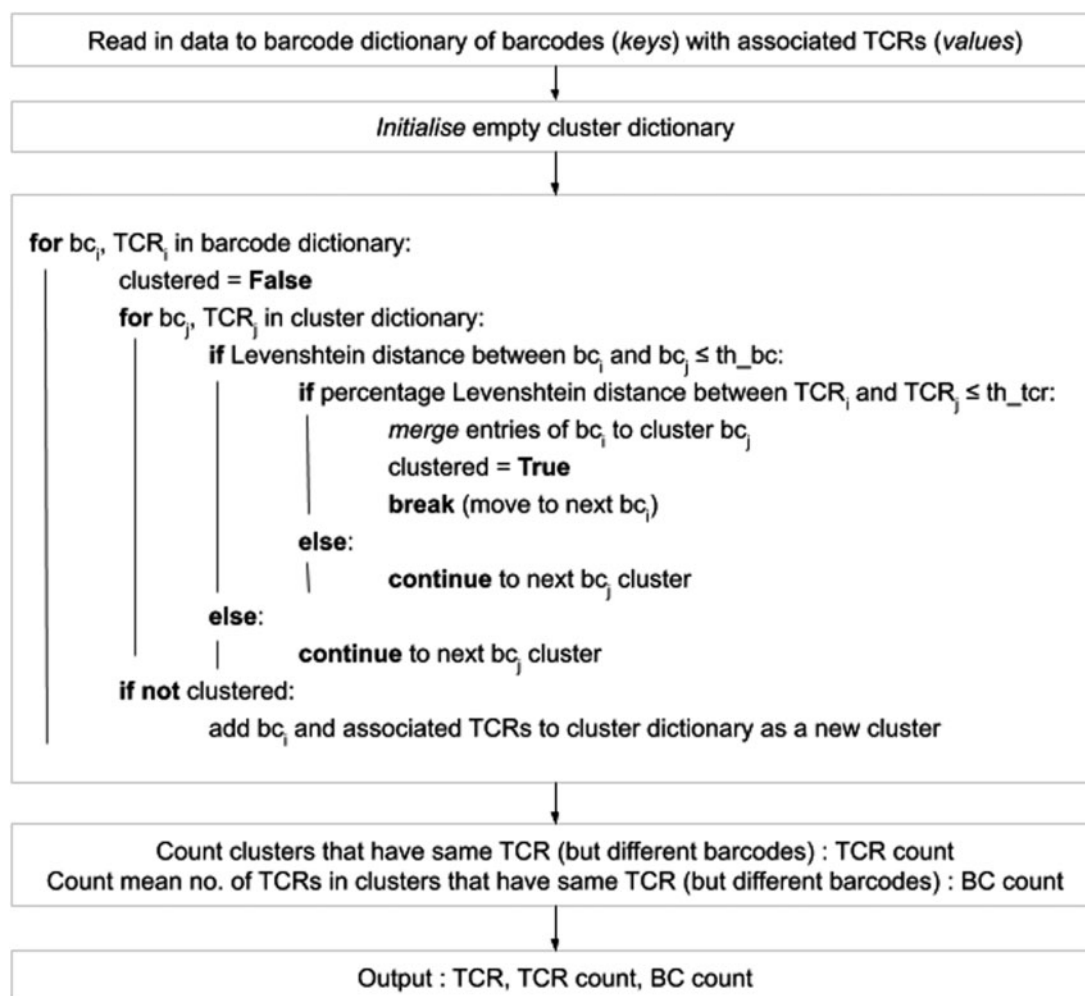 Read in data to barcode dictionary of barcodes (keys) with associated TCRs (values)
Initialise empty cluster dictionary
for bcᵢ, TCRᵢ in barcode dictionary:
clustered = False
for bcⱼ, TCRⱼ in cluster dictionary:
if Levenshtein distance between bcᵢ and bcⱼ ≤ th_bc:
if percentage Levenshtein distance between TCRᵢ and TCRⱼ ≤ th_tcr:
merge entries of bcᵢ to cluster bcⱼ
clustered = True
break (move to next bcᵢ)
else:
continue to next bcⱼ cluster
else:
continue to next bcⱼ cluster
if not clustered:
add bcᵢ and associated TCRs to cluster dictionary as a new cluster
Count clusters that have same TCR (but different barcodes) : TCR count
Count mean no. of TCRs in clusters that have same TCR (but different barcodes) : BC count
Output : TCR, TCR count, BC count